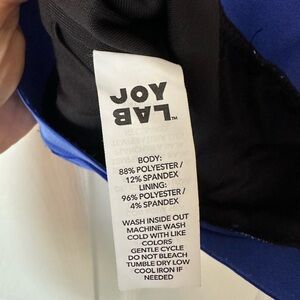 JOY
LAB™
BODY:
88% POLYESTER /
12% SPANDEX
LINING:
96% POLYESTER /
4% SPANDEX
WASH INSIDE OUT
MACHINE WASH
COLD WITH LIKE
COLORS
GENTLE CYCLE
DO NOT BLEACH
TUMBLE DRY LOW
COOL IRON IF
NEEDED